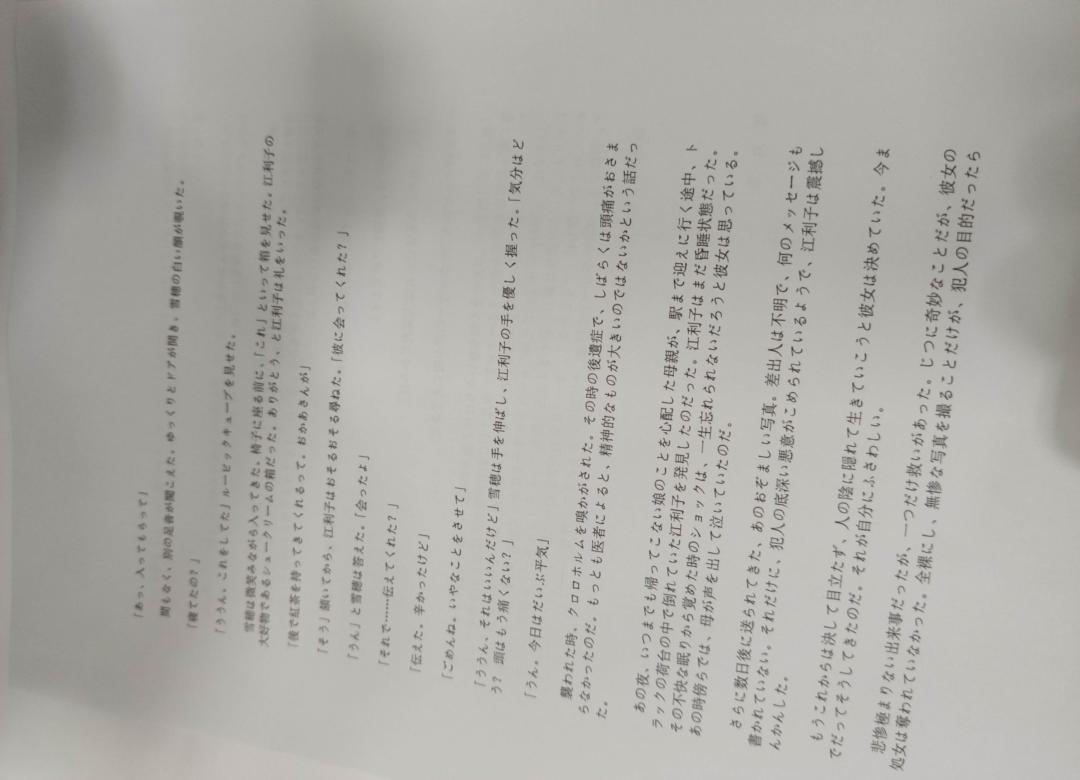 「あっ、入ってもらって」
間もなく、別の足音が聞こえた。ゆっくりとドアが開き、雪穂の白い顔が覗いた。
「寝てたの？」
「ううん、これをしてた」ルービックキューブを見せた。
雪穂は微笑みながら入ってきた。椅子に座る前に、「これ」といって箱を見せた。江利子の
大好物であるシュークリームの箱だった。ありがとう、と江利子は礼をいった。
「後で紅茶を持ってきてくれるって。おかあさんが」
「そう」頷いてから、江利子はおそるおそる尋ねた。「彼に会ってくれた？」
「うん」と雪穂は答えた。「会ったよ」
「それで……伝えてくれた？」
「伝えた。辛かったけど」
「ごめんね。いやなことをさせて」
「ううん、それはいいんだけど」雪穂は手を伸ばし、江利子の手を優しく握った。「気分はど
う？ 頭はもう痛くない？」
「うん。今日はだいぶ平気」
襲われた時、クロロホルムを嗅がされた。その時の後遺症で、しばらくは頭痛がおさま
らなかったのだ。もっとも医者によると、精神的なものが大きいのではないかという話だっ
た。
あの夜、いつまでも帰ってこない娘のことを心配した母親が、駅まで迎えに行く途中、ト
ラックの荷台の中で倒れていた江利子を発見したのだった。江利子はまだ昏睡状態だった。
その不快な眠りから覚めた時のショックは、一生忘れられないだろうと彼女は思っている。
あの時傍らでは、母が声を出して泣いていたのだ。
さらに数日後に送られてきた、あのおぞましい写真。差出人は不明で、何のメッセージも
書かれていない。それだけに、犯人の底深い悪意がこめられているようで、江利子は震撼し
んかんした。
もうこれからは決して目立たず、人の陰に隠れて生きていこうと彼女は決めていた。今ま
でだってそうしてきたのだ。それが自分にふさわしい。
悲惨極まりない出来事だったが、一つだけ救いがあった。じつに奇妙なことだが、彼女の
処女は奪われていなかった。全裸にし、無惨な写真を撮ることだけが、犯人の目的だったら